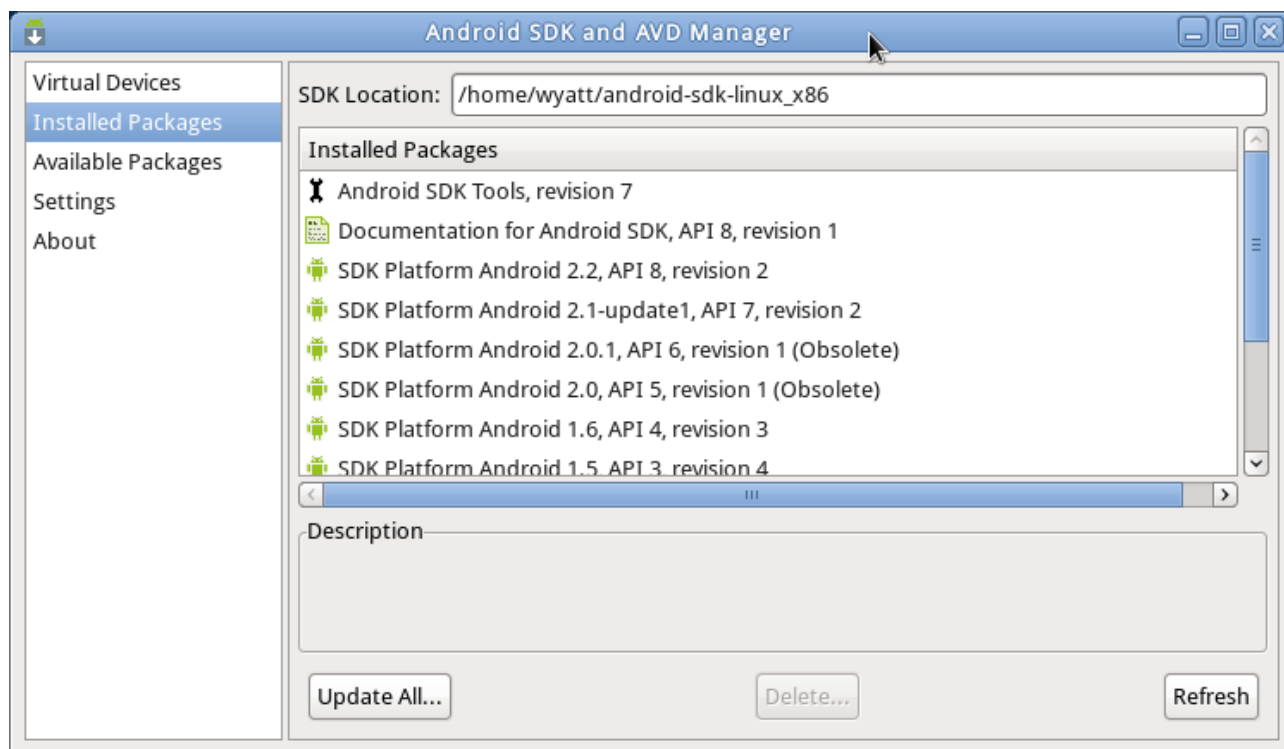 Android SDK and AVD Manager
Virtual Devices
Installed Packages
Available Packages
Settings
About
SDK Location: /home/wyatt/android-sdk-linux_x86
Installed Packages
Android SDK Tools, revision 7
Documentation for Android SDK, API 8, revision 1
SDK Platform Android 2.2, API 8, revision 2
SDK Platform Android 2.1-update1, API 7, revision 2
SDK Platform Android 2.0.1, API 6, revision 1 (Obsolete)
SDK Platform Android 2.0, API 5, revision 1 (Obsolete)
SDK Platform Android 1.6, API 4, revision 3
SDK Platform Android 1.5, API 3, revision 4
Description
Update All...
Delete...
Refresh